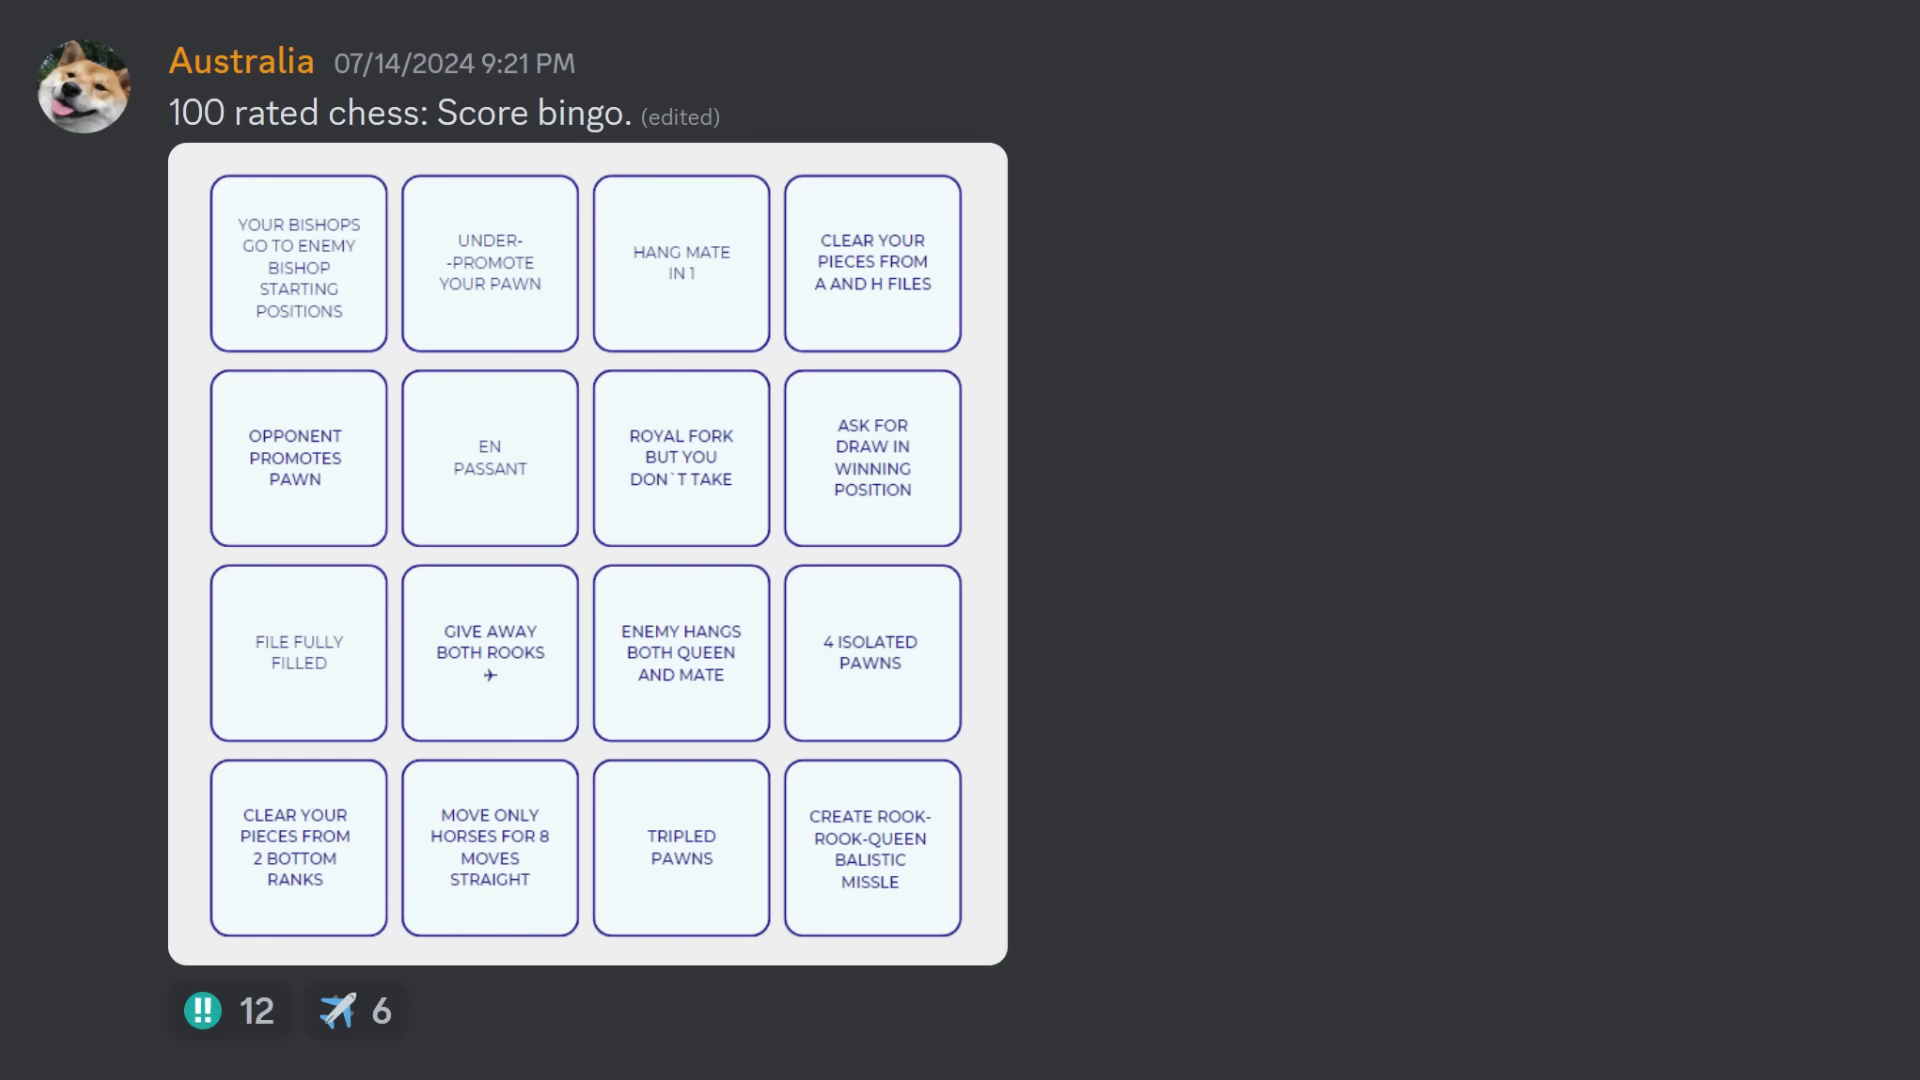 Australia 07/14/2024 9:21 PM
100 rated chess: Score bingo. (edited)
YOUR BISHOPS
GO TO ENEMY
BISHOP
STARTING
POSITIONS
UNDER-
-PROMOTE
YOUR PAWN
HANG MATE
IN 1
CLEAR YOUR
PIECES FROM
A AND H FILES
OPPONENT
PROMOTES
PAWN
EN
PASSANT
ROYAL FORK
BUT YOU
DON`T TAKE
ASK FOR
DRAW IN
WINNING
POSITION
FILE FULLY
FILLED
GIVE AWAY
BOTH ROOKS
✈
ENEMY HANGS
BOTH QUEEN
AND MATE
4 ISOLATED
PAWNS
CLEAR YOUR
PIECES FROM
2 BOTTOM
RANKS
MOVE ONLY
HORSES FOR 8
MOVES
STRAIGHT
TRIPLED
PAWNS
CREATE ROOK-
ROOK-QUEEN
BALISTIC
MISSLE
!! 12 ✈️ 6